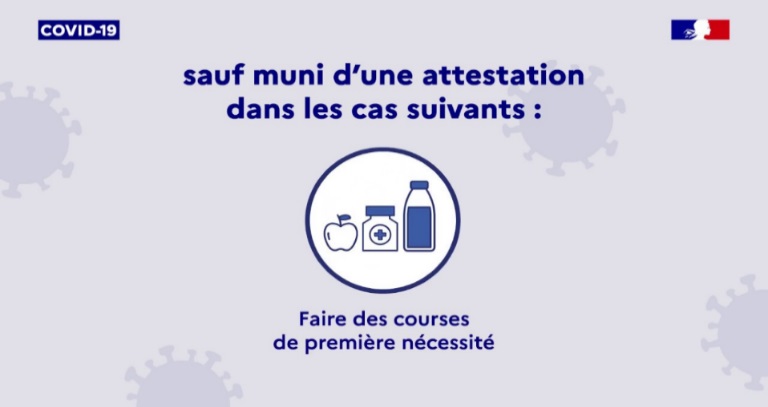 COVID-19
sauf muni d'une attestation
dans les cas suivants :
Faire des courses
de première nécessité